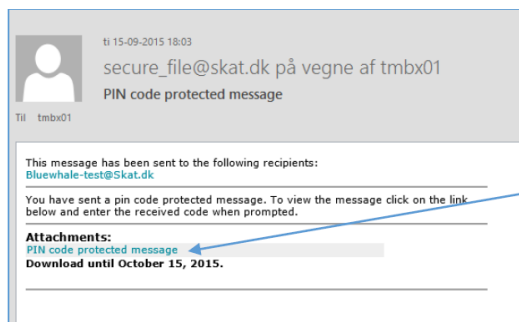 ti 15-09-2015 18:03
secure_file@skat.dk på vegne af tmbx01
PIN code protected message
Til tmbx01
This message has been sent to the following recipients:
Bluewhale-test@Skat.dk
You have sent a pin code protected message. To view the message click on the link
below and enter the received code when prompted.
Attachments:
PIN code protected message
Download until October 15, 2015.